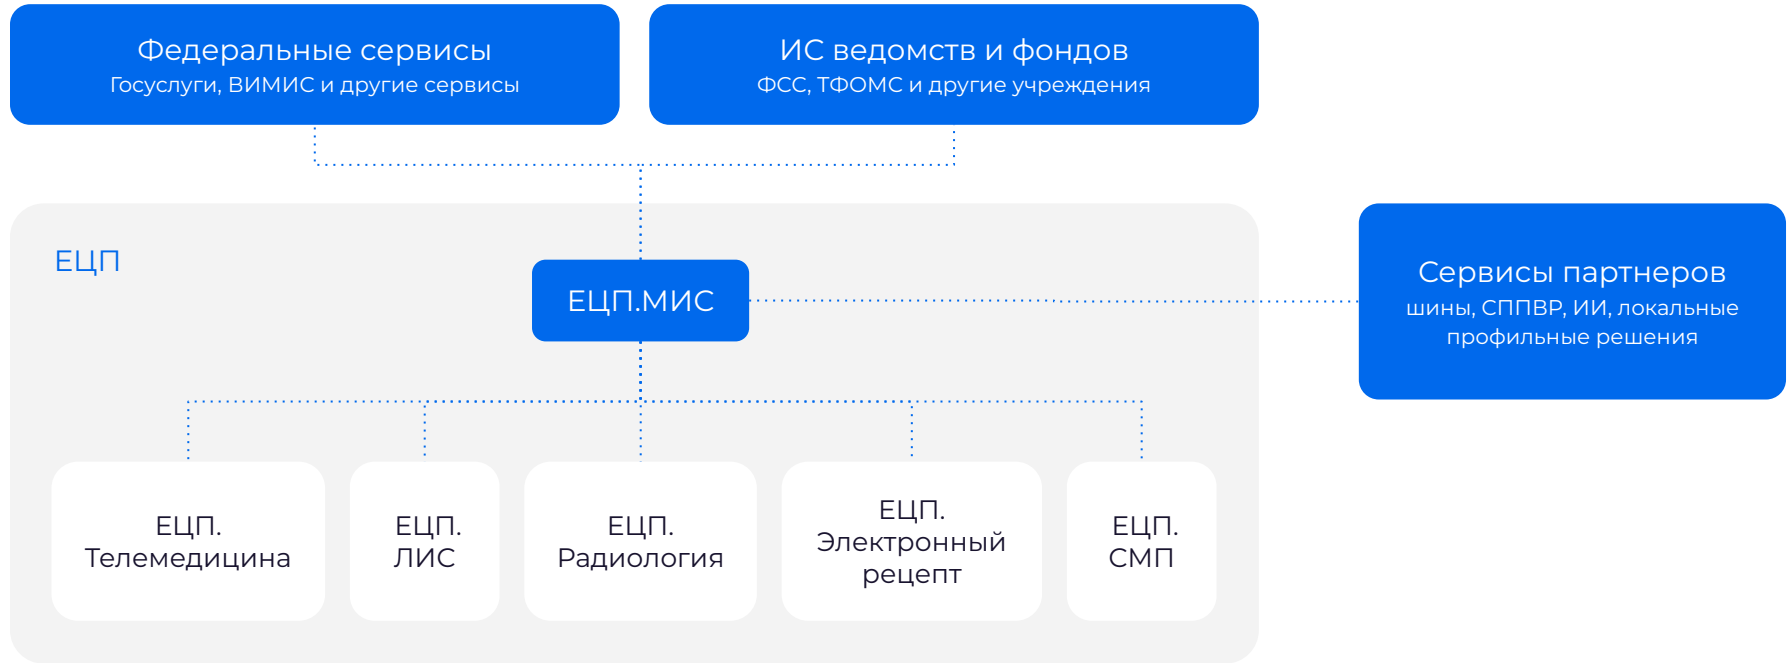 Федеральные сервисы
Госуслуги, ВИМИС и другие сервисы
ИС ведомств и фондов
ФСС, ТФОМС и другие учреждения
ЕЦП
ЕЦП.МИС
Сервисы партнеров
шины, СППВР, ИИ, локальные
профильные решения
ЕЦП.
Телемедицина
ЕЦП.
ЛИС
ЕЦП.
Радиология
ЕЦП.
Электронный
рецепт
ЕЦП.
СМП